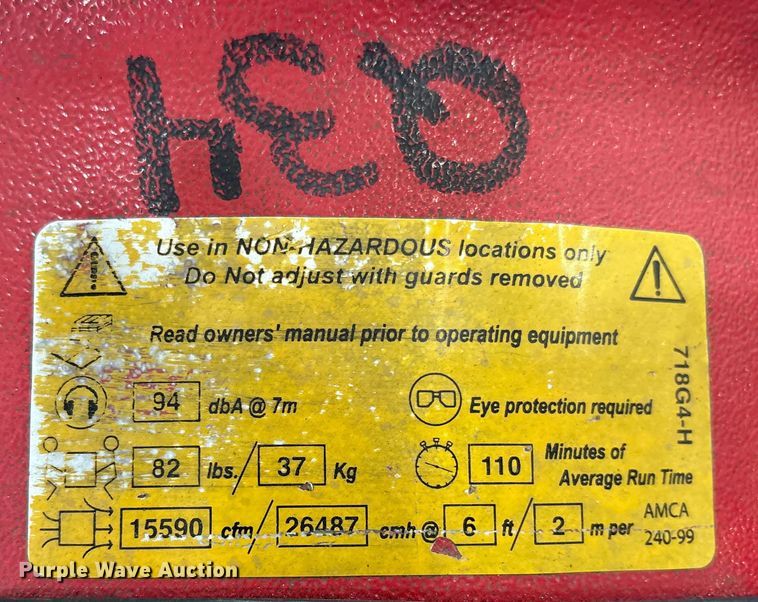 Use in NON-HAZARDOUS locations only
Do Not adjust with guards removed
Read owners' manual prior to operating equipment
94 dbA @ 7m
Eye protection required
82 lbs./ 37 Kg
110 Minutes of Average Run Time
15590 cfm/ 26487 cmh @ 6 ft/ 2 m per AMCA 240-99
718G4-H
Purple Wave Auction